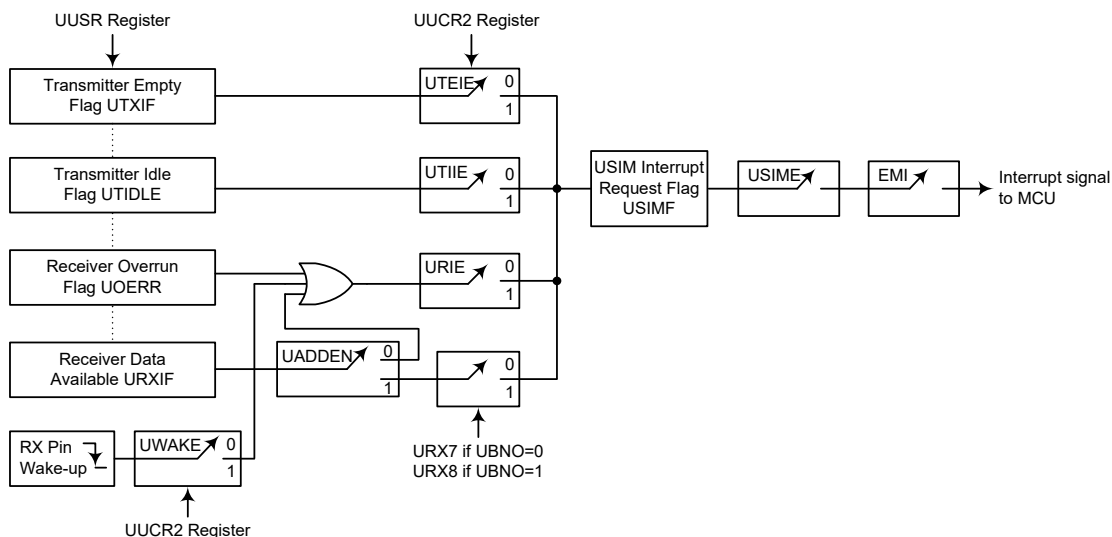 UUSR Register
UUCR2 Register
Transmitter Empty
Flag UTXIF
UTEIE
0
1
Transmitter Idle
Flag UTIDLE
UTIIE
0
1
USIM Interrupt
Request Flag
USIMF
USIME
EMI
Interrupt signal
to MCU
Receiver Overrun
Flag UOERR
URIE
0
1
Receiver Data
Available URXIF
UADDEN
0
1
0
1
RX Pin
Wake-up
UWAKE
0
1
URX7 if UBNO=0
URX8 if UBNO=1
UUCR2 Register